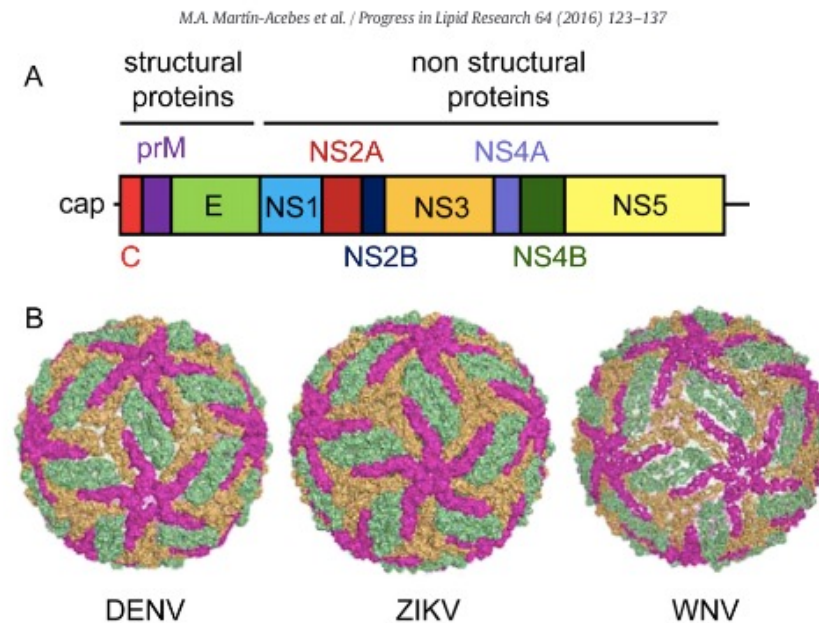 M.A. Martín-Acebes et al. / Progress in Lipid Research 64 (2016) 123–137
A
structural
proteins
non structural
proteins
prM
NS2A
NS4A
cap
E
NS1
NS3
NS5
C
NS2B
NS4B
B
DENV
ZIKV
WNV